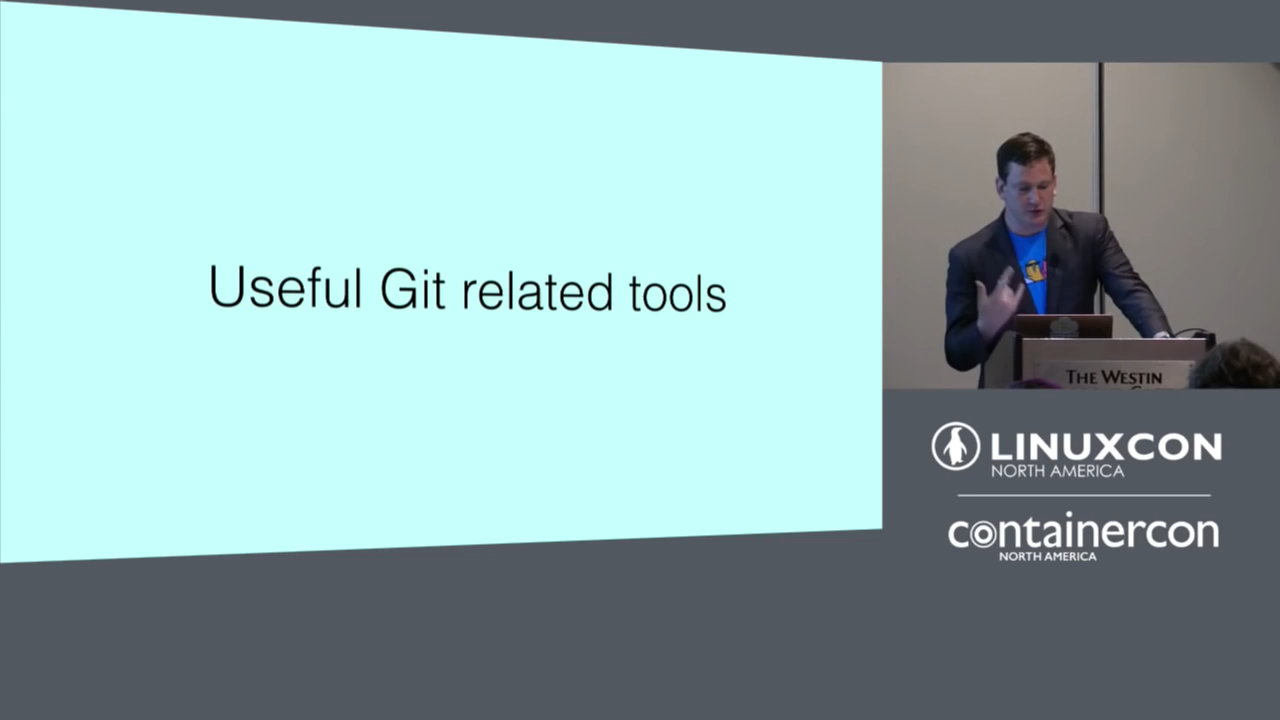 Useful Git related tools
THE WESTIN
LINUXCON
NORTH AMERICA
containercon
NORTH AMERICA